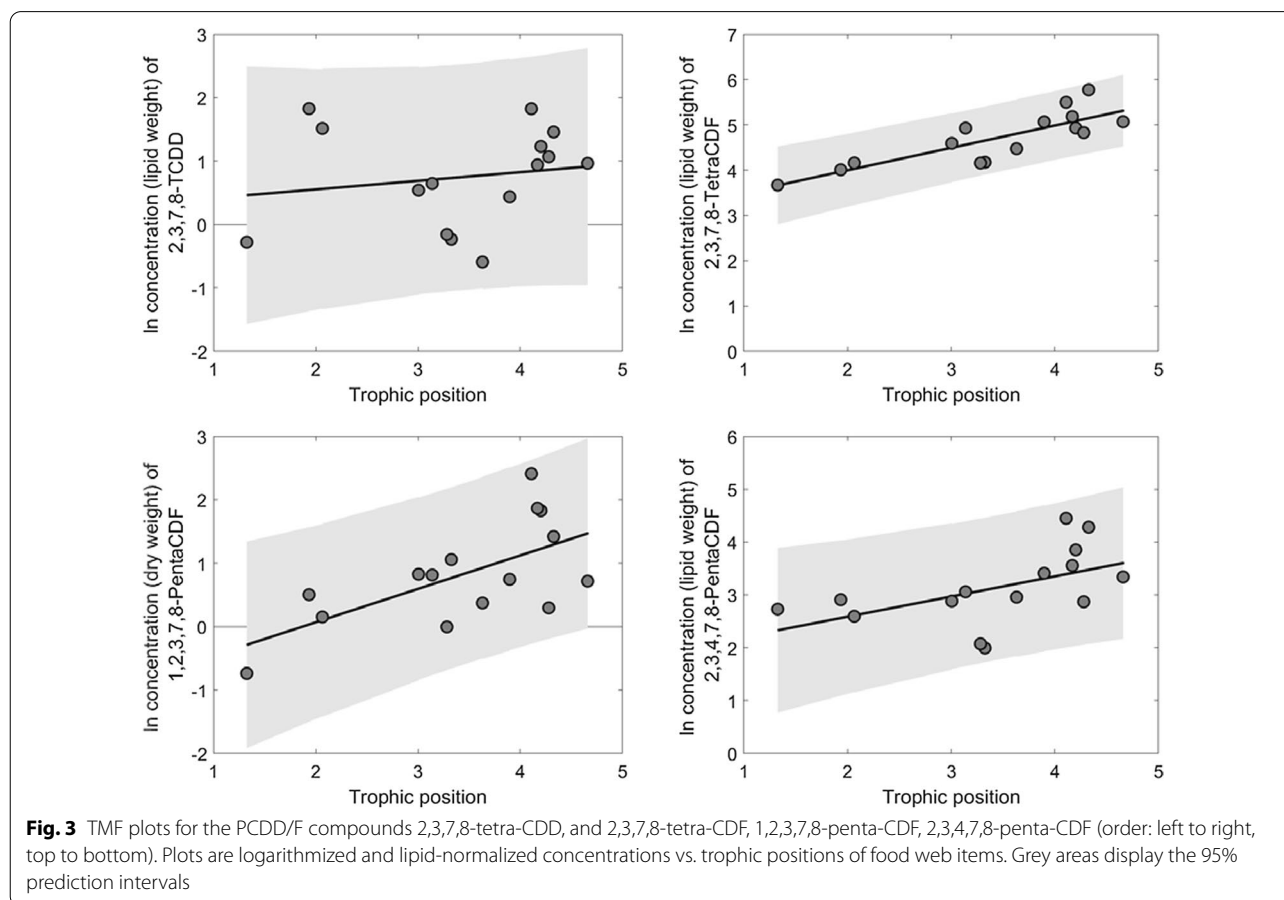 ln concentration (lipid weight) of
2,3,7,8-TCDD
3
2
1
0
-1
-2
1 2 3 4 5
Trophic position
ln concentration (lipid weight) of
2,3,7,8-TetraCDF
7
6
5
4
3
2
1
0
1 2 3 4 5
Trophic position
ln concentration (dry weight) of
1,2,3,7,8-PentaCDF
3
2
1
0
-1
-2
1 2 3 4 5
Trophic position
ln concentration (lipid weight) of
2,3,4,7,8-PentaCDF
6
5
4
3
2
1
0
1 2 3 4 5
Trophic position
Fig. 3 TMF plots for the PCDD/F compounds 2,3,7,8-tetra-CDD, and 2,3,7,8-tetra-CDF, 1,2,3,7,8-penta-CDF, 2,3,4,7,8-penta-CDF (order: left to right,
top to bottom). Plots are logarithmized and lipid-normalized concentrations vs. trophic positions of food web items. Grey areas display the 95%
prediction intervals